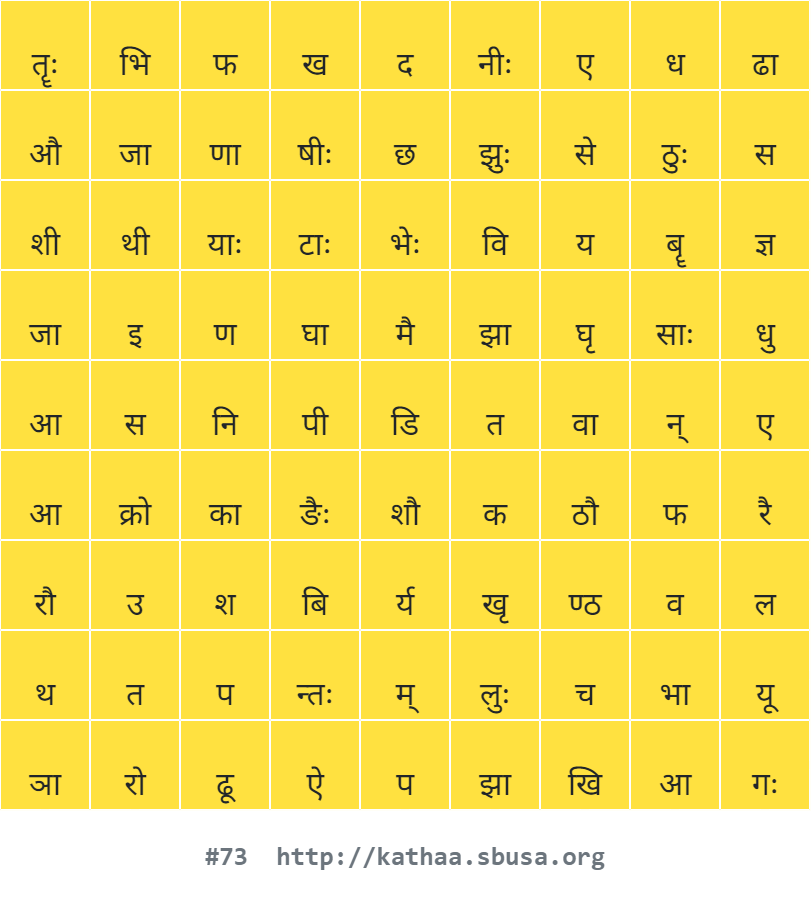 तॄः भि फ ख द नीः ए ध ढा
औ जा णा षीः छ झुः से ठुः स
शी थी याः टाः भेः वि य बॄ ज्ञ
जा इ ण घा मै झा घृ साः धु
आ स नि पी डि त वा न् ए
आ क्रो का ङैः शौ क ठौ फ रै
रौ उ श बि र्य खृ ण्ठ व ल
थ त प न्तः म् लुः च भा यू
ञा रो ढू ऐ प झा खि आ गः
#73 http://kathaa.sbusa.org